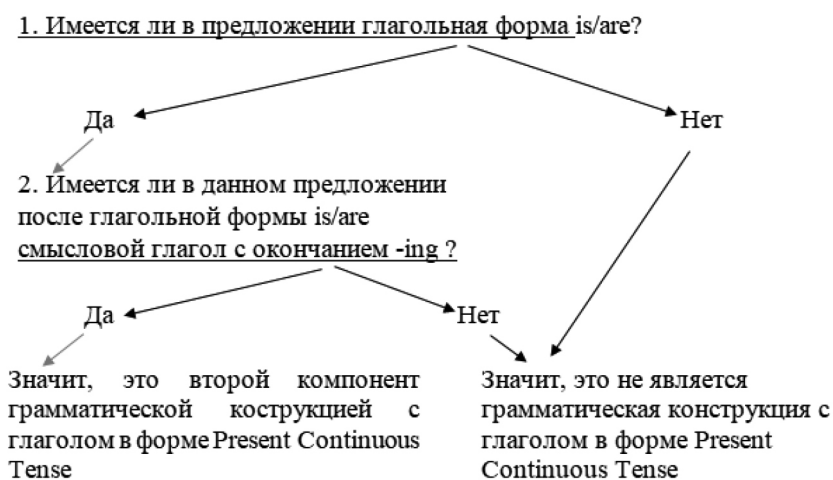 1. Имеется ли в предложении глагольная форма is/are?
Да
Нет
2. Имеется ли в данном предложении
после глагольной формы is/are
смысловой глагол с окончанием -ing ?
Да
Нет
Значит, это второй компонент
грамматической кострукцией с
глаголом в форме Present Continuous
Tense
Значит, это не является
грамматическая конструкция с
глаголом в форме Present
Continuous Tense